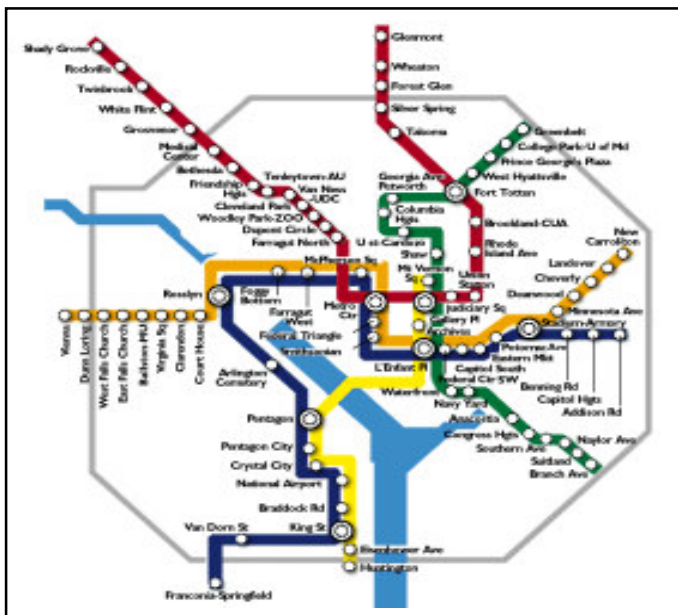 Shady Grove
Rockville
Twinbrook
White Flint
Grosvenor
Medical
Center
Bethesda
Friendship
Hgts
Tenleytown-AU
Van Ness
-UDC
Cleveland Park
Woodley Park-ZOO
Dupont Circle
Farragut North
Glenmont
Wheaton
Forest Glen
Silver Spring
Takoma
Greenbelt
College Park-U of Md
Prince George's Plaza
West Hyattsville
Fort Totten
Georgia Ave
Petworth
Columbia
Hgts
U st-Cardozo
Shaw
Mt Vernon
Sq
Brookland-CUA
Rhode
Island Ave
Union
Station
Judiciary Sq
Gallery Pl
Archives
New
Carrollton
Landover
Cheverly
Deanwood
Minnesota Ave
Stadium-Armory
Potomac Ave
Eastern Mkt
Capitol South
Federal Ctr SW
Benning Rd
Capitol Hgts
Addison Rd
McPherson Sq
Metro
Ctr
Farragut
West
Foggy
Bottom
Rosslyn
Federal Triangle
Smithsonian
L'Enfant Pl
Waterfront
Navy Yard
Anacostia
Congress Hgts
Southern Ave
Naylor Ave
Suitland
Branch Ave
Vienna
Dunn Loring
West Falls Church
East Falls Church
Ballston-MU
Virginia Sq
Clarendon
Court House
Arlington
Cemetery
Pentagon
Pentagon City
Crystal City
National Airport
Braddock Rd
King St
Van Dorn St
Eisenhower Ave
Huntington
Franconia-Springfield